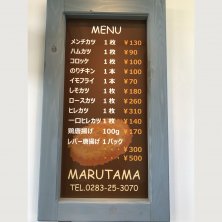 MENU
メンチカツ 1枚 ￥130
ハムカツ 1枚 ￥90
コロッケ 1枚 ￥100
のりチキン 1本 ￥100
イモフライ 1本 ￥70
しそカツ 1枚 ￥180
ロースカツ 1枚 ￥260
ヒレカツ 1枚 ￥310
一口ヒレカツ 1枚 ￥140
鶏唐揚げ 100g ￥170
レバー唐揚げ 1パック
￥300
￥500
MARUTAMA
TEL.0283-25-3070